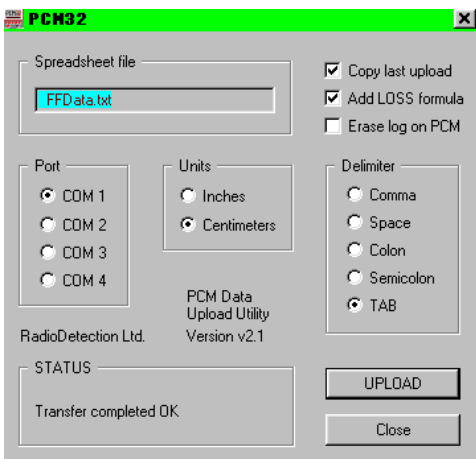 PCM32
Spreadsheet file
FFData.txt
Copy last upload
Add LOSS formula
Erase log on PCM
Port
COM 1
COM 2
COM 3
COM 4
Units
Inches
Centimeters
Delimiter
Comma
Space
Colon
Semicolon
TAB
PCM Data
Upload Utility
Version v2.1
RadioDetection Ltd.
STATUS
Transfer completed OK
UPLOAD
Close